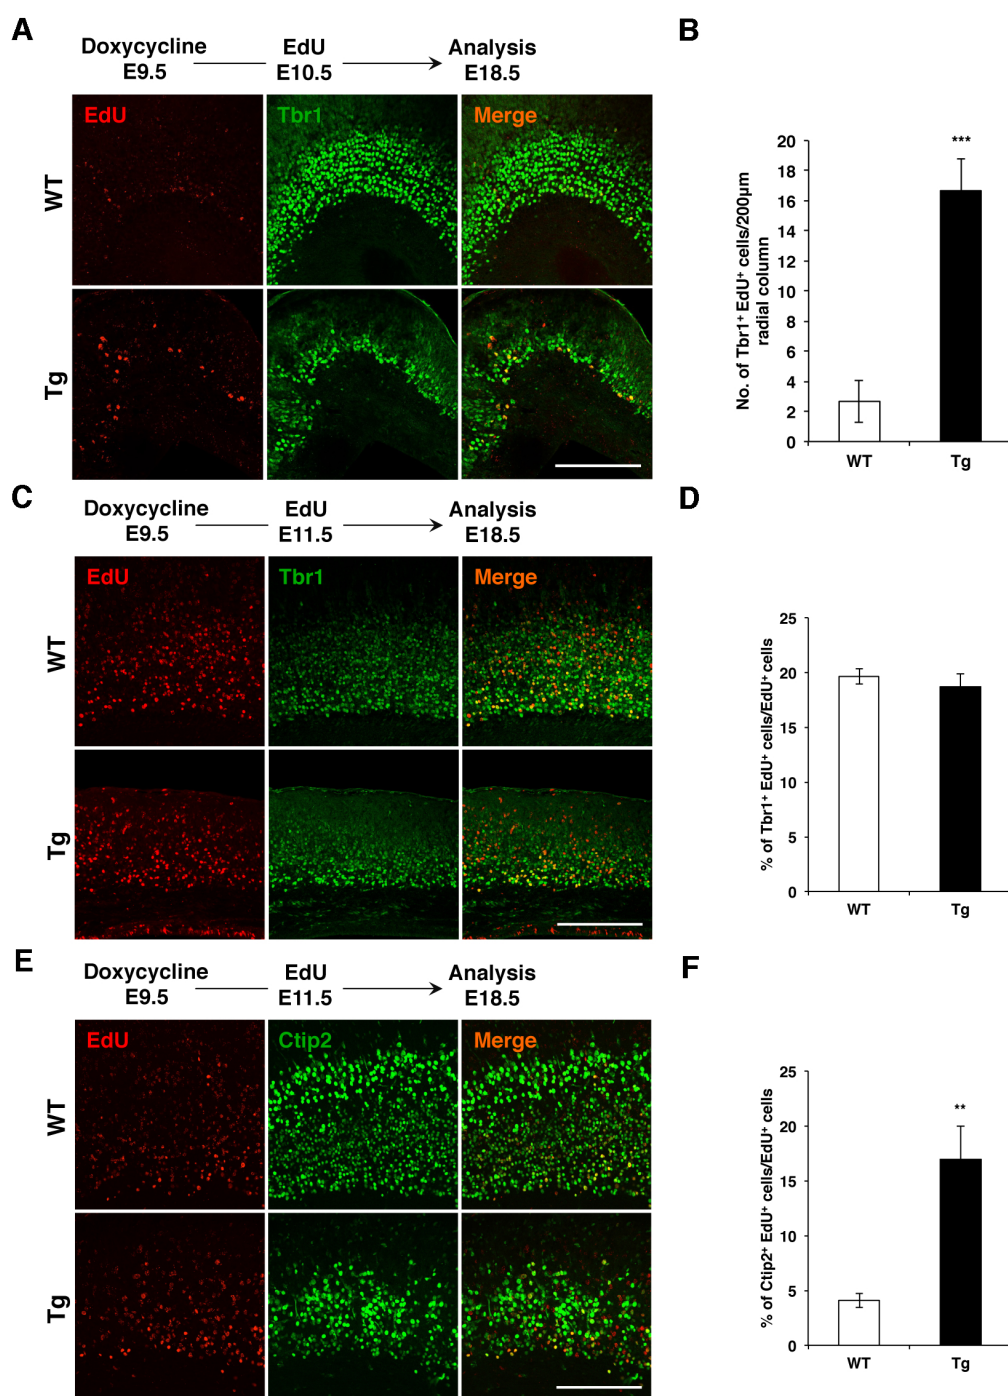 A
Doxycycline
E9.5
EdU
E10.5
Analysis
E18.5
EdU
Tbr1
Merge
WT
Tg
B
No. of Tbr1⁺ EdU⁺ cells/200µm
radial column
20
18
16
14
12
10
8
6
4
2
0
***
WT
Tg
C
Doxycycline
E9.5
EdU
E11.5
Analysis
E18.5
EdU
Tbr1
Merge
WT
Tg
D
% of Tbr1⁺ EdU⁺ cells/EdU⁺ cells
25
20
15
10
5
0
WT
Tg
E
Doxycycline
E9.5
EdU
E11.5
Analysis
E18.5
EdU
Ctip2
Merge
WT
Tg
F
% of Ctip2⁺ EdU⁺ cells/EdU⁺ cells
25
20
15
10
5
0
**
WT
Tg